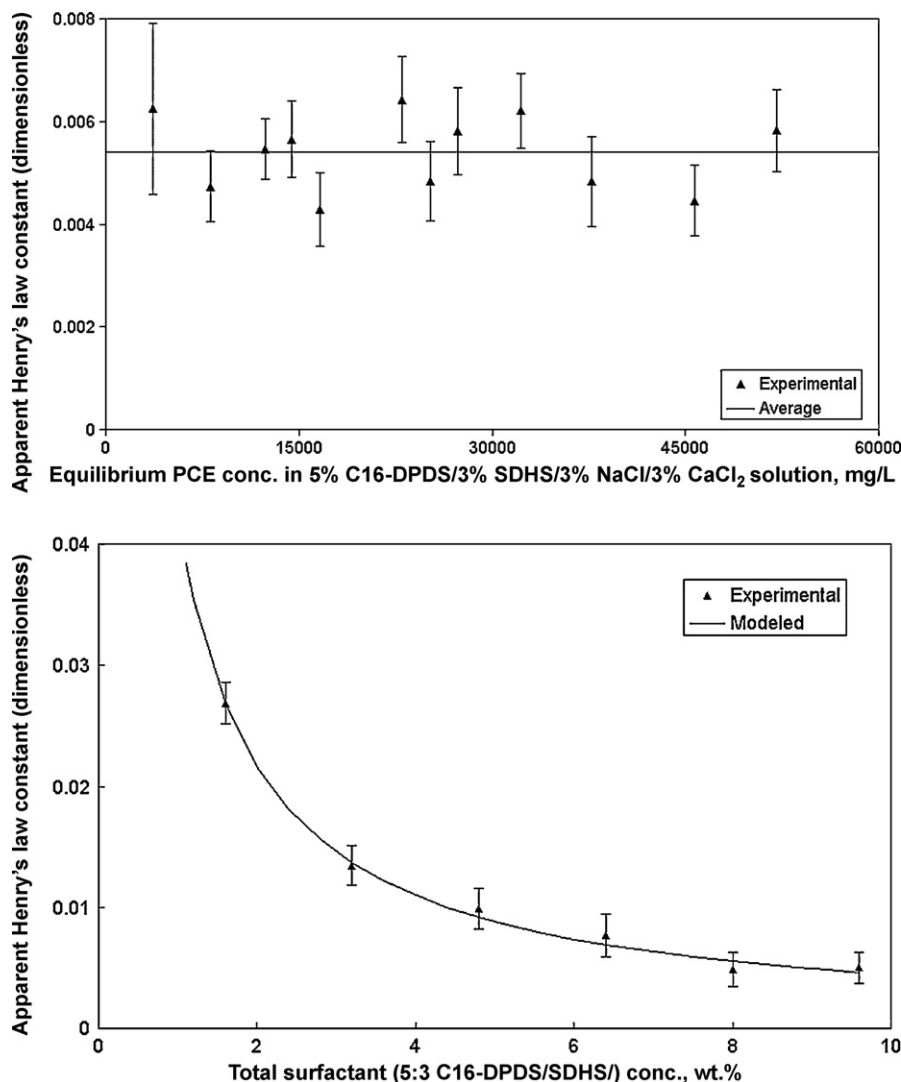 Apparent Henry's law constant (dimensionless)
0.008
0.006
0.004
0.002
0
0
15000
30000
45000
60000
Experimental
Average
Equilibrium PCE conc. in 5% C16-DPDS/3% SDHS/3% NaCl/3% CaCl₂ solution, mg/L
Apparent Henry's law constant (dimensionless)
0.04
0.03
0.02
0.01
0
0
2
4
6
8
10
Experimental
Modeled
Total surfactant (5:3 C16-DPDS/SDHS/) conc., wt.%